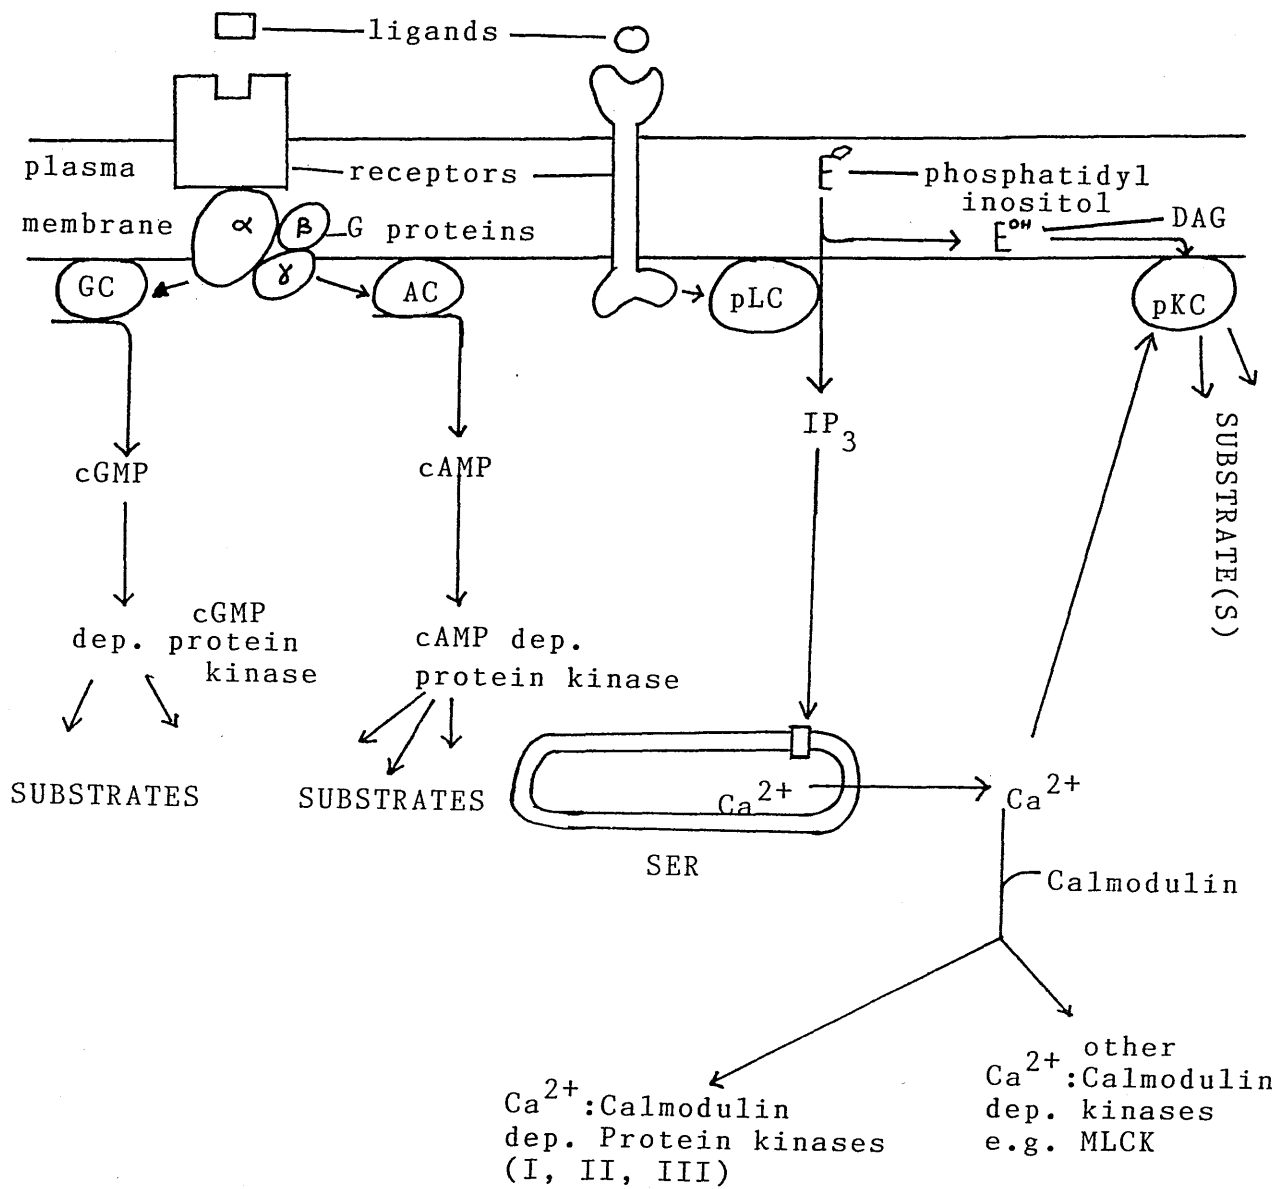 ligands
plasma
receptors
phosphatidyl
inositol
membrane
α
β
G proteins
γ
E
E^OH
DAG
GC
AC
pLC
pKC
IP₃
cGMP
cAMP
SUBSTRATE(S)
cGMP
dep. protein
kinase
cAMP dep.
protein kinase
SUBSTRATES
SUBSTRATES
Ca²⁺
Ca²⁺
SER
Calmodulin
Ca²⁺:Calmodulin
dep. Protein kinases
(I, II, III)
other
Ca²⁺:Calmodulin
dep. kinases
e.g. MLCK